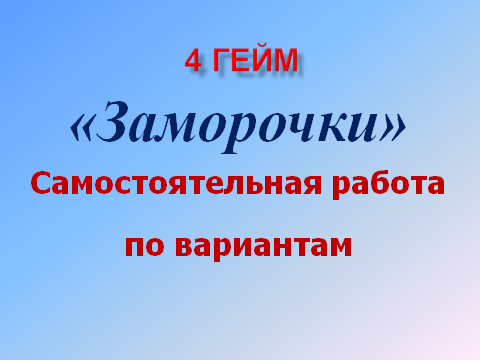 4 ГЕЙМ
«Заморочки»
Самостоятельная работа
по вариантам